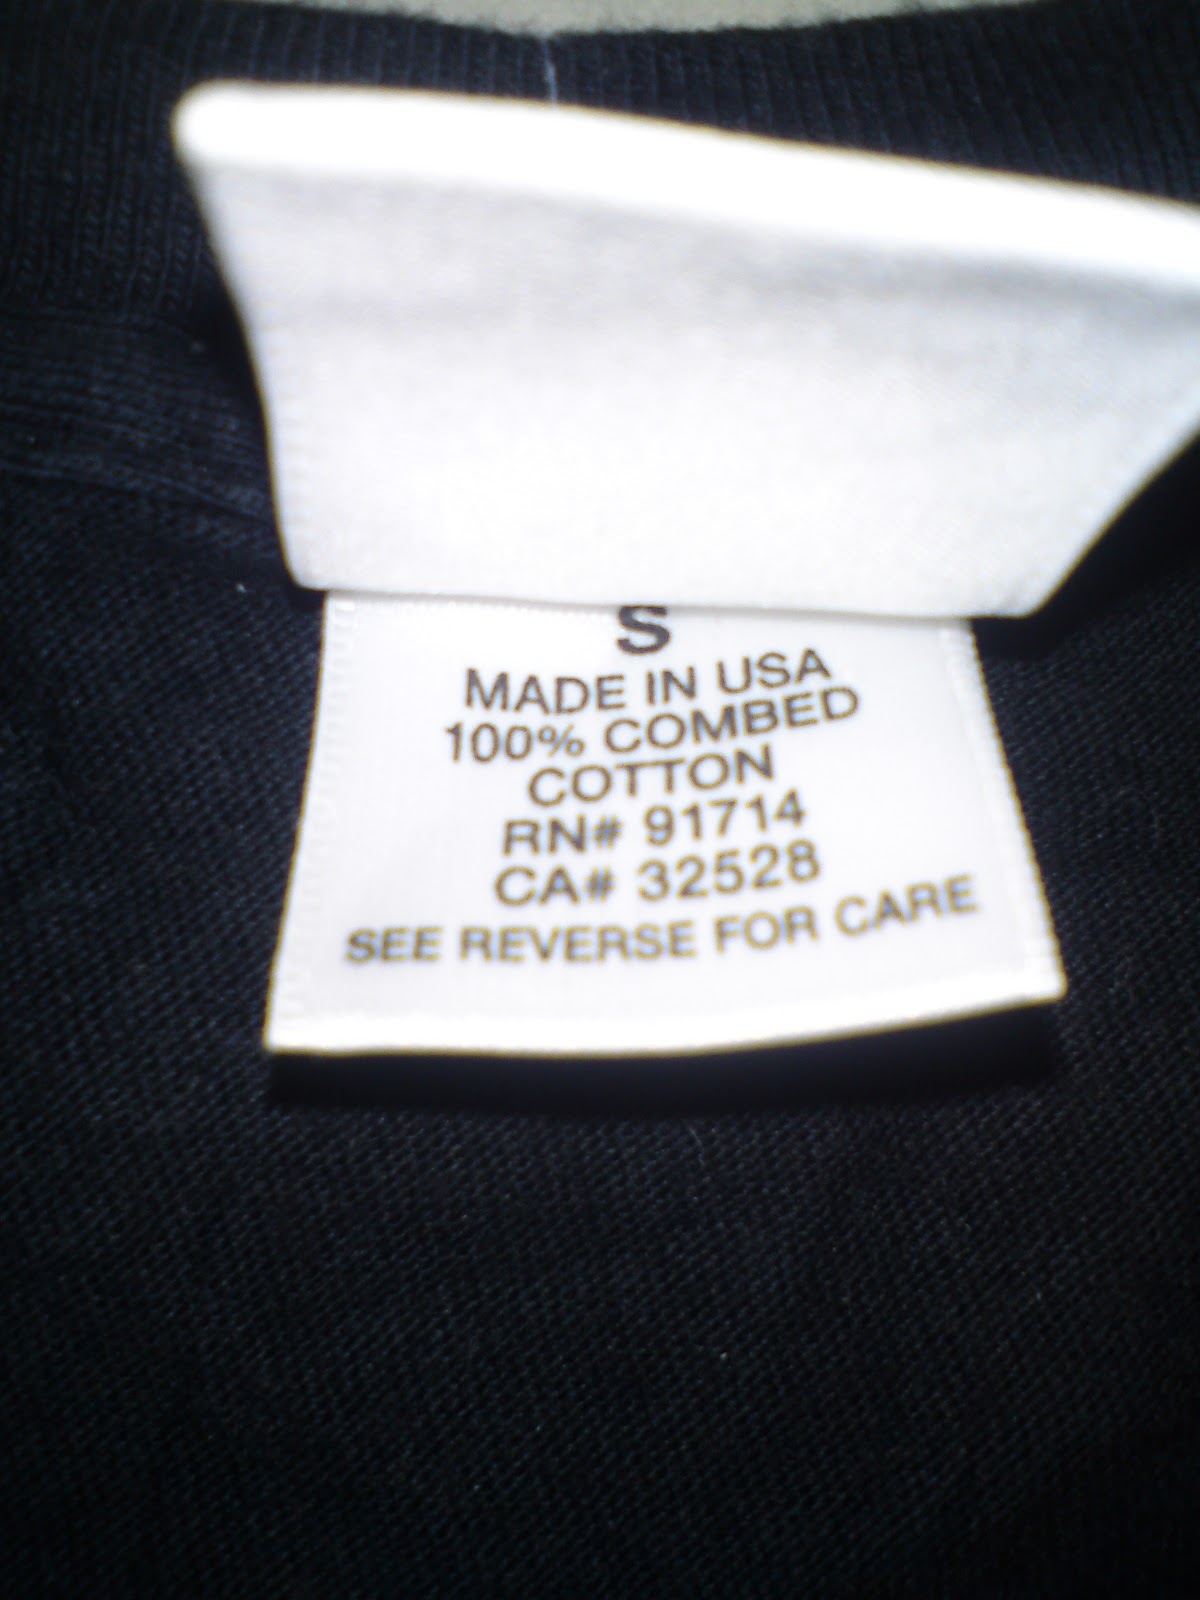 S
MADE IN USA
100% COMBED
COTTON
RN# 91714
CA# 32528
SEE REVERSE FOR CARE